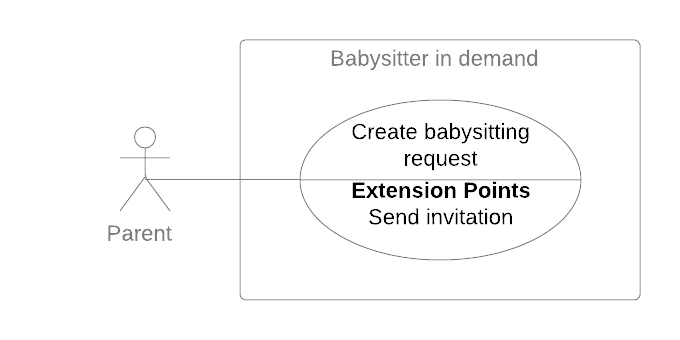 Babysitter in demand
Create babysitting
request
Extension Points
Send invitation
Parent